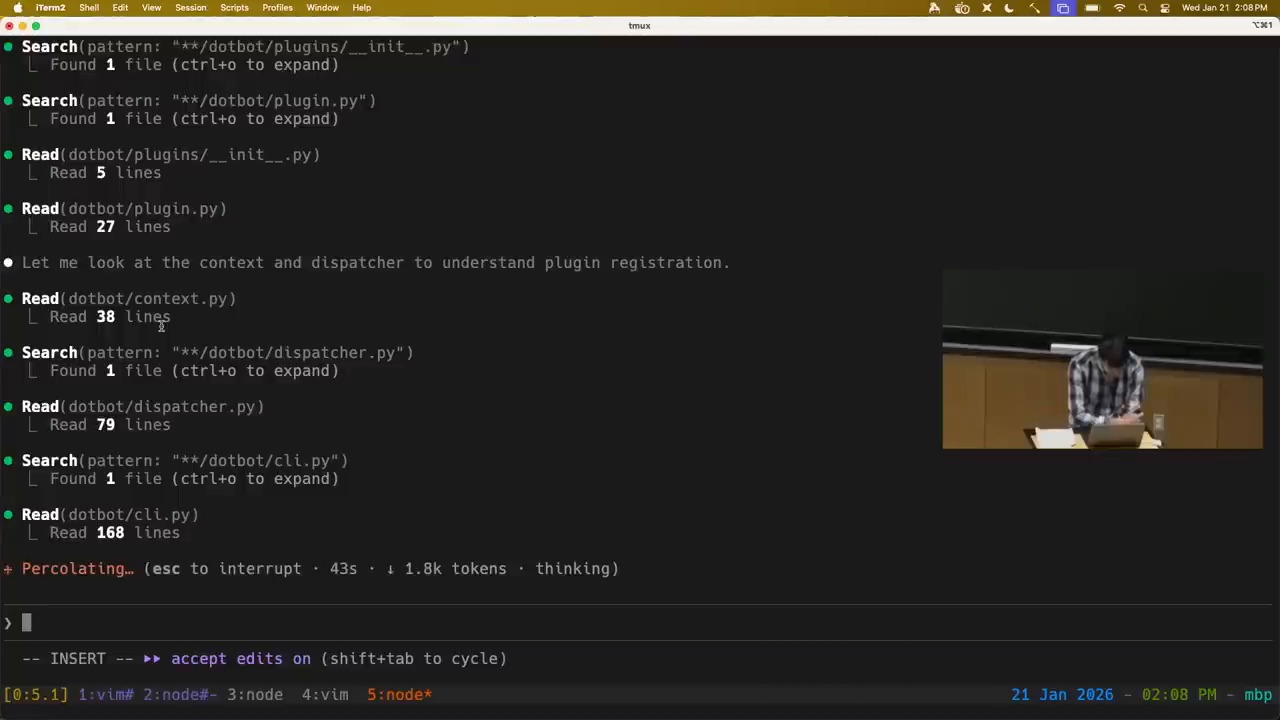 iTerm2 Shell Edit View Session Scripts Profiles Window Help Wed Jan 21 2:08 PM
tmux ⌥⌘1
● Search(pattern: "**/dotbot/plugins/__init__.py")
⎿ Found 1 file (ctrl+o to expand)
● Search(pattern: "**/dotbot/plugin.py")
⎿ Found 1 file (ctrl+o to expand)
● Read(dotbot/plugins/__init__.py)
⎿ Read 5 lines
● Read(dotbot/plugin.py)
⎿ Read 27 lines
● Let me look at the context and dispatcher to understand plugin registration.
● Read(dotbot/context.py)
⎿ Read 38 lines
● Search(pattern: "**/dotbot/dispatcher.py")
⎿ Found 1 file (ctrl+o to expand)
● Read(dotbot/dispatcher.py)
⎿ Read 79 lines
● Search(pattern: "**/dotbot/cli.py")
⎿ Found 1 file (ctrl+o to expand)
● Read(dotbot/cli.py)
⎿ Read 168 lines
+ Percolating… (esc to interrupt · 43s · ↓ 1.8k tokens · thinking)
❯
-- INSERT -- ▸▸ accept edits on (shift+tab to cycle)
[0:5.1] 1:vim# 2:node#- 3:node 4:vim 5:node* 21 Jan 2026 - 02:08 PM - mbp